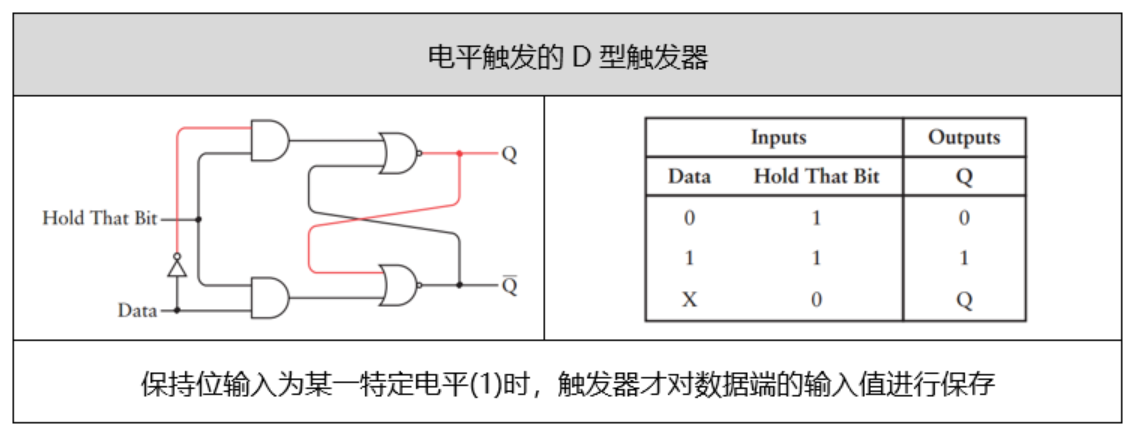 电平触发的 D 型触发器
Q
Hold That Bit
Data
Q̅
Inputs Outputs
Data Hold That Bit Q
0 1 0
1 1 1
X 0 Q
保持位输入为某一特定电平(1)时，触发器才对数据端的输入值进行保存